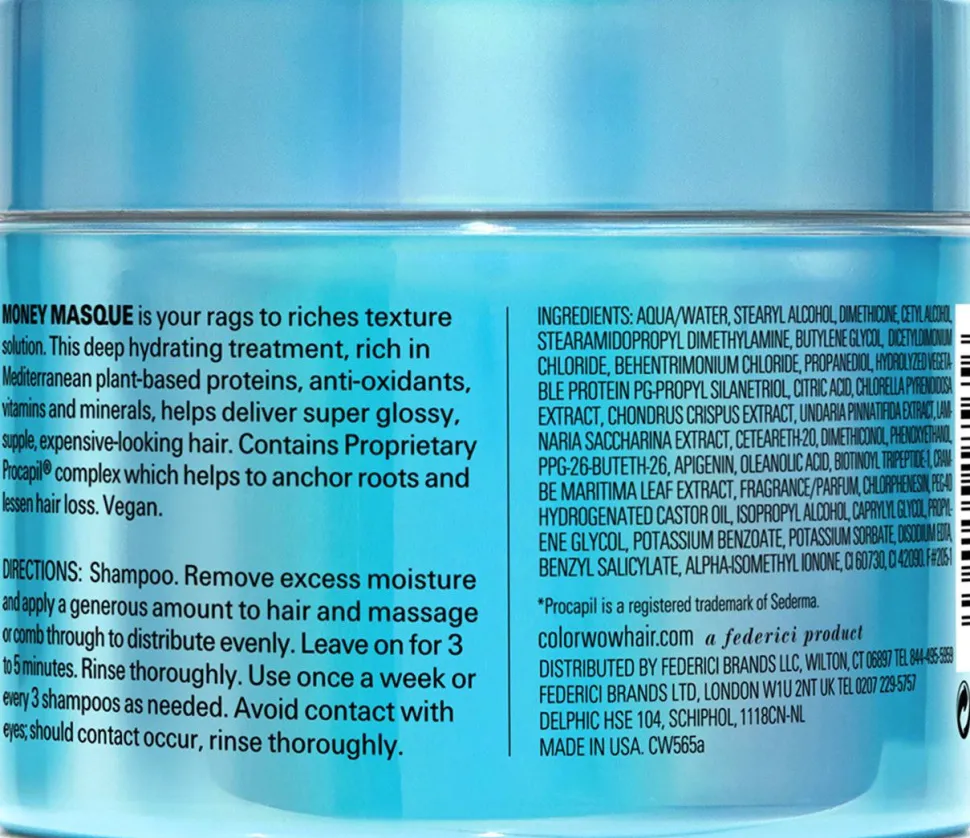 MONEY MASQUE is your rags to riches texture
solution. This deep hydrating treatment, rich in
Mediterranean plant-based proteins, anti-oxidants,
vitamins and minerals, helps deliver super glossy,
supple, expensive-looking hair. Contains Proprietary
Procapil® complex which helps to anchor roots and
lessen hair loss. Vegan.
DIRECTIONS: Shampoo. Remove excess moisture
and apply a generous amount to hair and massage
or comb through to distribute evenly. Leave on for 3
to 5 minutes. Rinse thoroughly. Use once a week or
every 3 shampoos as needed. Avoid contact with
eyes; should contact occur, rinse thoroughly.
INGREDIENTS: AQUA/WATER, STEARYL ALCOHOL, DIMETHICONE, CETYL ALCOHOL,
STEARAMIDOPROPYL DIMETHYLAMINE, BUTYLENE GLYCOL, DICETYLDIMONIUM
CHLORIDE, BEHENTRIMONIUM CHLORIDE, PROPANEDIOL, HYDROLYZED VEGETA-
BLE PROTEIN PG-PROPYL SILANETRIOL, CITRIC ACID, CHLORELLA PYRENOIDOSA
EXTRACT, CHONDRUS CRISPUS EXTRACT, UNDARIA PINNATIFIDA EXTRACT, LAMI-
NARIA SACCHARINA EXTRACT, CETEARETH-20, DIMETHICONOL, PHENOXYETHANOL,
PPG-26-BUTETH-26, APIGENIN, OLEANOLIC ACID, BIOTINOYL TRIPEPTIDE-1, CRAM-
BE MARITIMA LEAF EXTRACT, FRAGRANCE/PARFUM, CHLORPHENESIN, PEG-40
HYDROGENATED CASTOR OIL, ISOPROPYL ALCOHOL, CAPRYLYL GLYCOL, PROPYL-
ENE GLYCOL, POTASSIUM BENZOATE, POTASSIUM SORBATE, DISODIUM EDTA,
BENZYL SALICYLATE, ALPHA-ISOMETHYL IONONE, CI 60730, CI 42090. F#205-1
*Procapil is a registered trademark of Sederma.
colorwowhair.com a federici product
DISTRIBUTED BY FEDERICI BRANDS LLC, WILTON, CT 06897 TEL 844-495-5959
FEDERICI BRANDS LTD, LONDON W1U 2NT UK TEL 0207 229-5757
DELPHIC HSE 104, SCHIPHOL, 1118CN-NL
MADE IN USA. CW565a